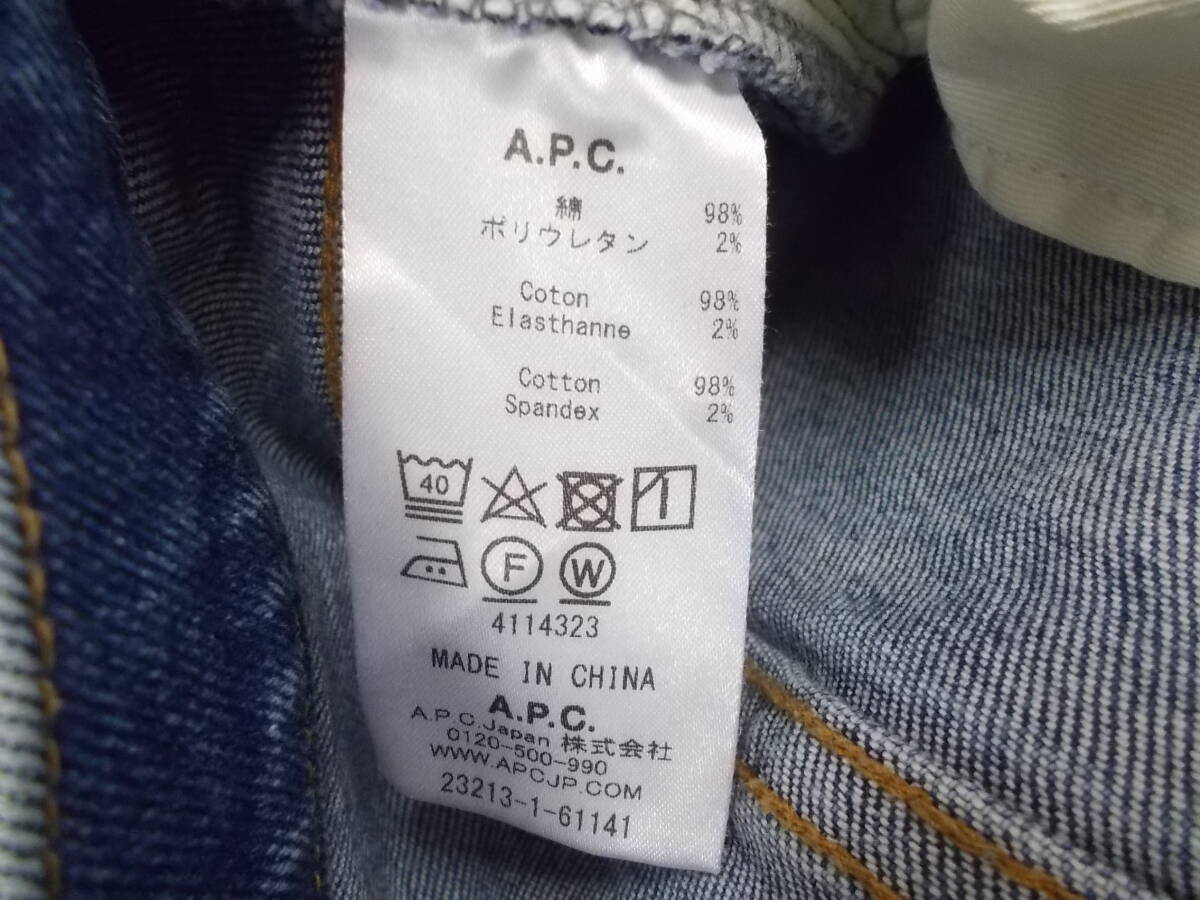 A.P.C.
綿 98%
ポリウレタン 2%
Coton 98%
Elasthanne 2%
Cotton 98%
Spandex 2%
40
F W
4114323
MADE IN CHINA
A.P.C.
A.P.C.Japan 株式会社
0120-500-990
WWW.APCJP.COM
23213-1-61141